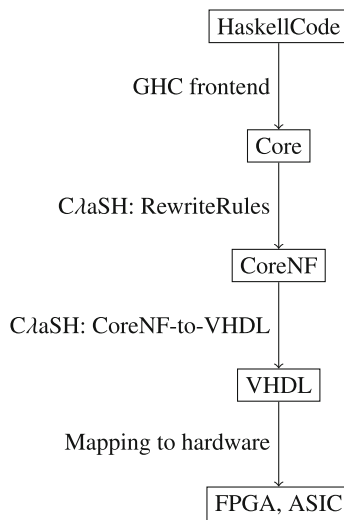 HaskellCode
GHC frontend
Core
CλaSH: RewriteRules
CoreNF
CλaSH: CoreNF-to-VHDL
VHDL
Mapping to hardware
FPGA, ASIC